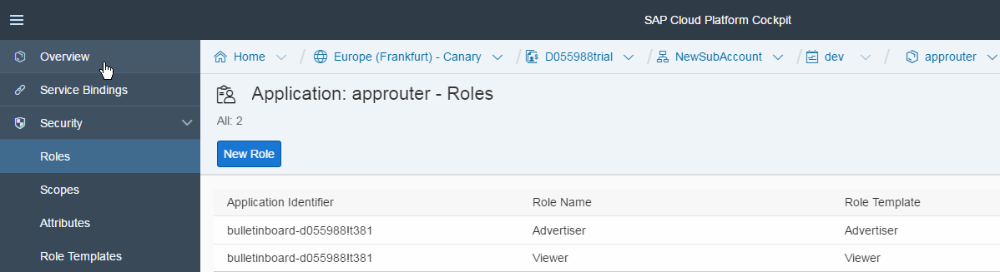 SAP Cloud Platform Cockpit
Overview
Service Bindings
Security
Roles
Scopes
Attributes
Role Templates
Home / Europe (Frankfurt) - Canary / D055988trial / NewSubAccount / dev / approuter
Application: approuter - Roles
All: 2
New Role
Application Identifier Role Name Role Template
bulletinboard-d055988!t381 Advertiser Advertiser
bulletinboard-d055988!t381 Viewer Viewer